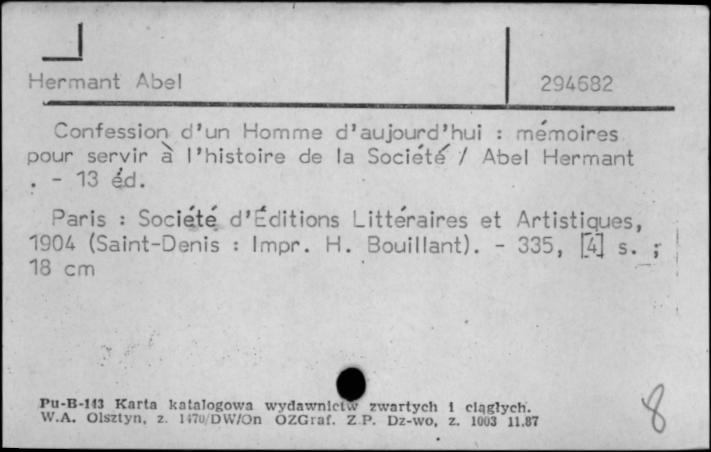 Hermant Abel
294682
Confession d'un Homme d'aujourd'hui : mémoires
pour servir à l'histoire de la Société / Abel Hermant
. - 13 éd.
Paris : Société d'Éditions Littéraires et Artistiques,
1904 (Saint-Denis : Impr. H. Bouillant). - 335, [4] s. ;
18 cm
Pu-B-143 Karta katalogowa wydawnictw zwartych i ciągłych.
W.A. Olsztyn, z. 1470/DW/On OZGraf. Z.P. Dz-wo, z. 1003 11.87
8